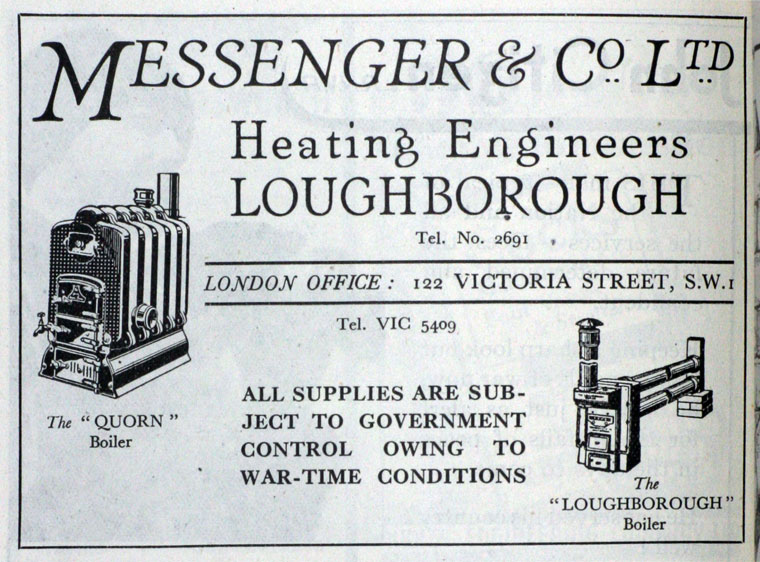 MESSENGER & Co. LTD
Heating Engineers
LOUGHBOROUGH
Tel. No. 2691
LONDON OFFICE : 122 VICTORIA STREET, S.W.1
Tel. VIC 5409
The "QUORN"
Boiler
ALL SUPPLIES ARE SUB-
JECT TO GOVERNMENT
CONTROL OWING TO
WAR-TIME CONDITIONS
The
"LOUGHBOROUGH"
Boiler